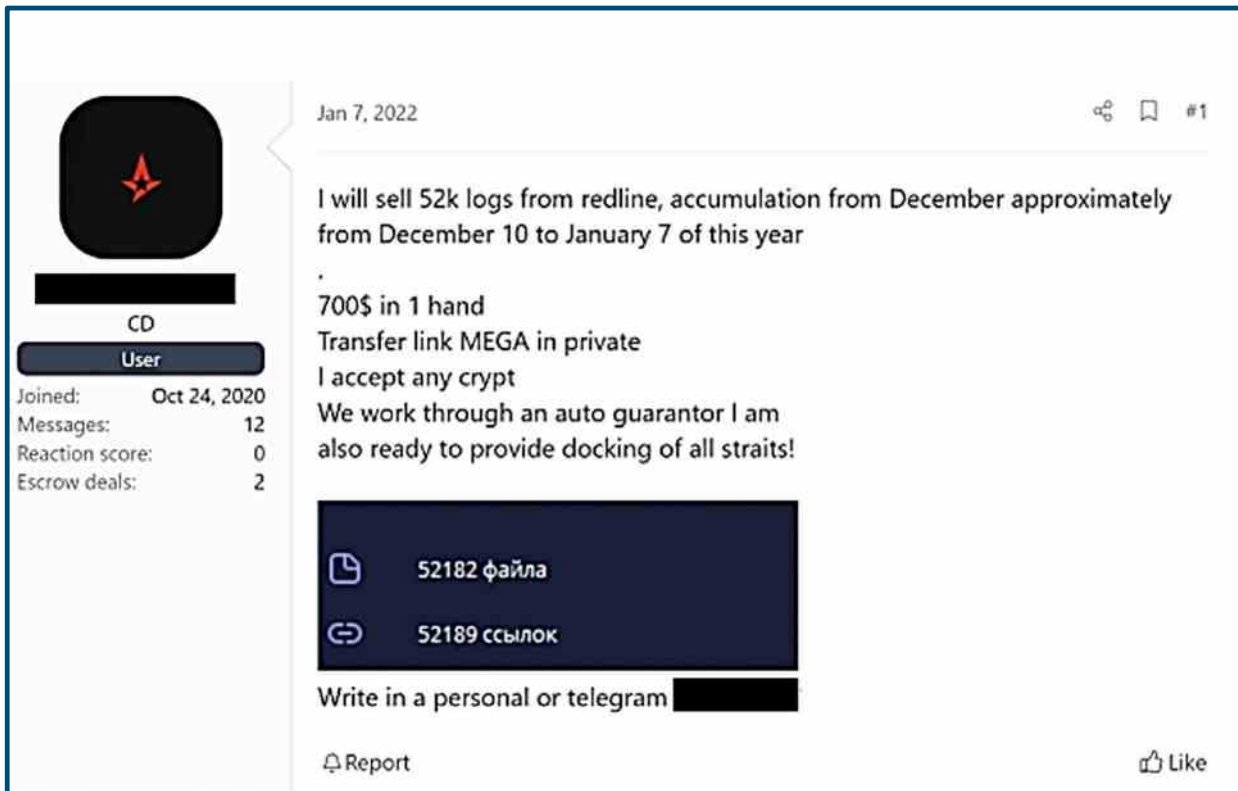 Jan 7, 2022
#1
CD
User
Joined: Oct 24, 2020
Messages: 12
Reaction score: 0
Escrow deals: 2
I will sell 52k logs from redline, accumulation from December approximately
from December 10 to January 7 of this year
.
700$ in 1 hand
Transfer link MEGA in private
I accept any crypt
We work through an auto guarantor I am
also ready to provide docking of all straits!
52182 файла
52189 ссылок
Write in a personal or telegram
Report
Like